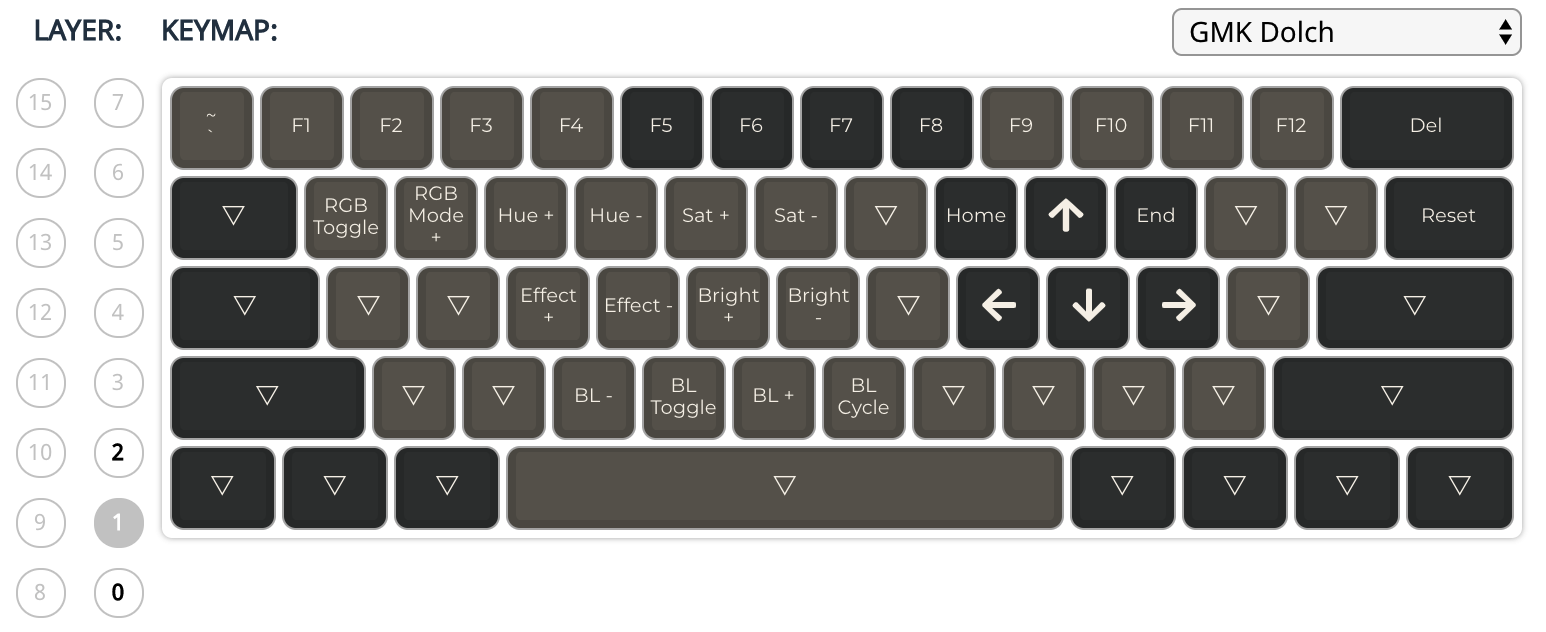 LAYER: KEYMAP: GMK Dolch
15 7 ~ ` F1 F2 F3 F4 F5 F6 F7 F8 F9 F10 F11 F12 Del
14 6 ▽ RGB Toggle RGB Mode + Hue + Hue - Sat + Sat - ▽ Home ↑ End ▽ ▽ Reset
13 5
12 4 ▽ ▽ ▽ Effect + Effect - Bright + Bright - ▽ ← ↓ → ▽ ▽
11 3 ▽ ▽ ▽ BL - BL Toggle BL + BL Cycle ▽ ▽ ▽ ▽ ▽
10 2 ▽ ▽ ▽ ▽ ▽ ▽ ▽ ▽
9 1
8 0